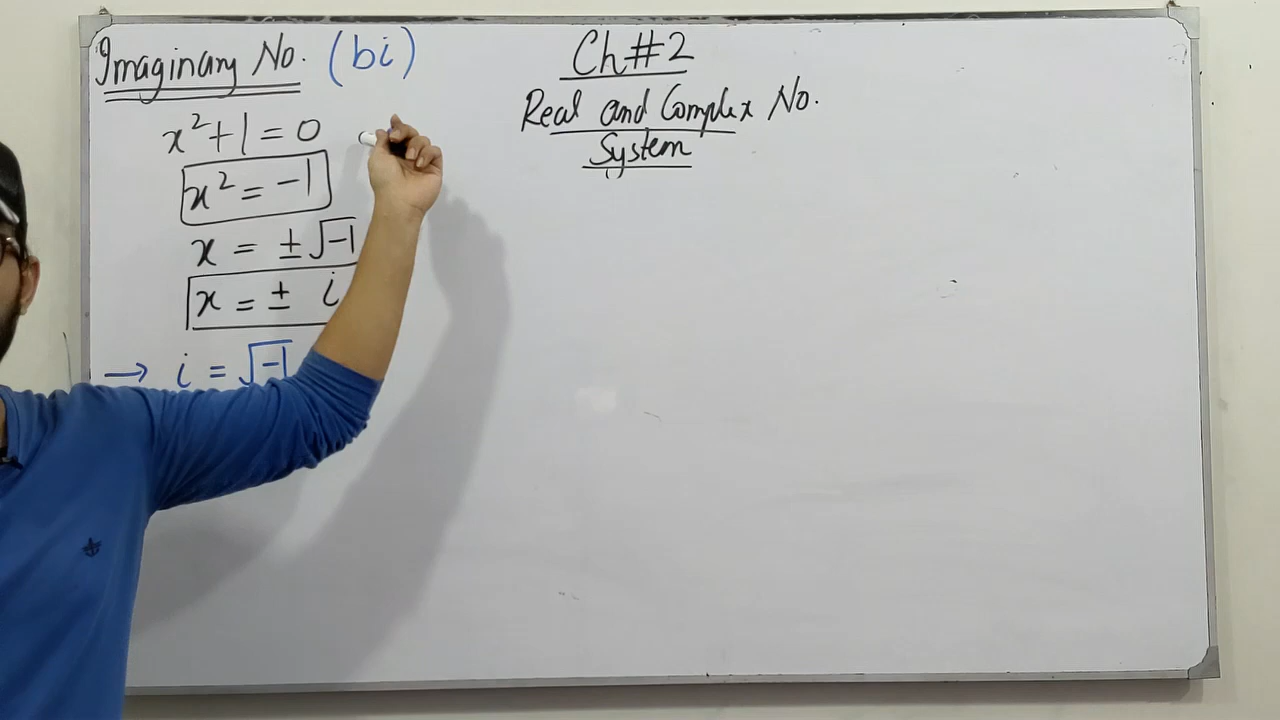 Imaginary No. (bi)
x² + 1 = 0
x² = -1
x = ± √-1
x = ± i
→ i = √-1
Ch#2
Real and Complex No.
System